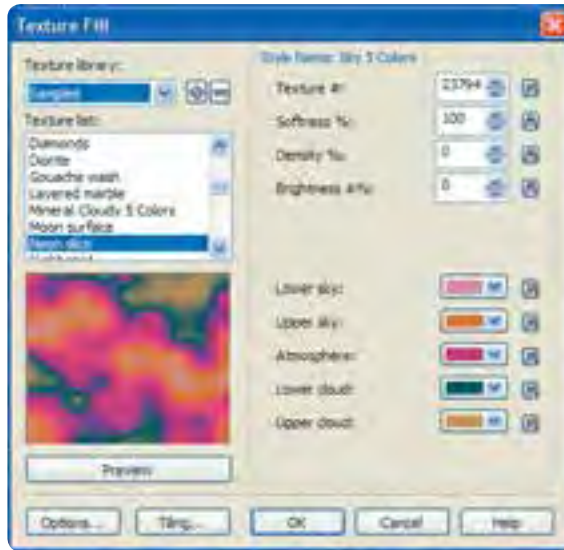 Texture Fill
Texture library:
Samples
Texture list:
Diamonds
Diorite
Gouache wash
Layered marble
Mineral Cloudy 5 Colors
Moon surface
Neon slice
Style Name: Sky 5 Colors
Texture #: 23794
Softness %: 100
Density %: 0
Brightness ±%: 0
Lower sky:
Upper sky:
Atmosphere:
Lower cloud:
Upper cloud:
Preview
Options... Tiling... OK Cancel Help